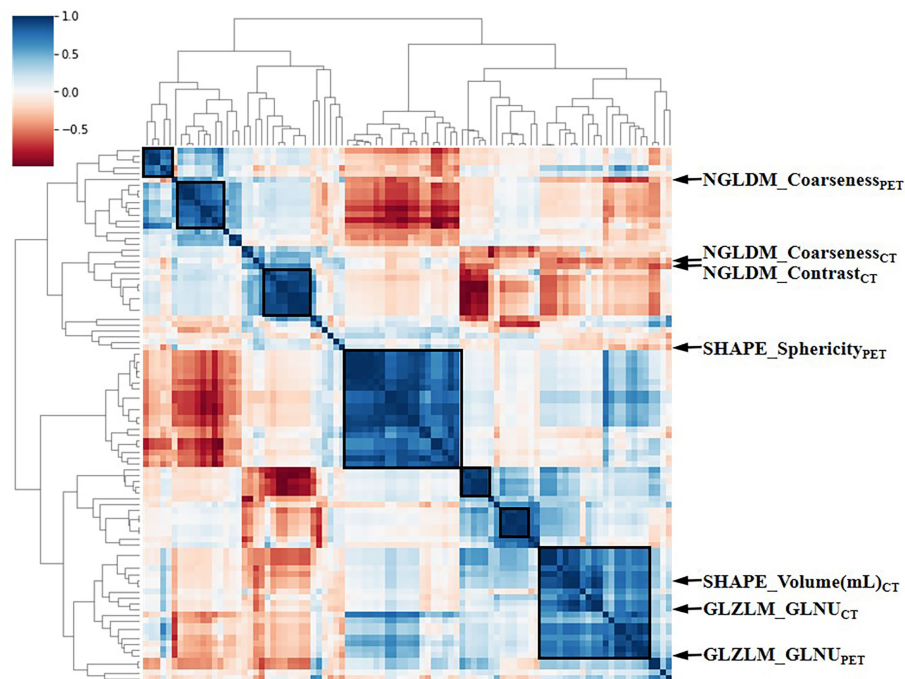 1.0
0.5
0.0
−0.5
NGLDM_CoarsenessPET
NGLDM_CoarsenessCT
NGLDM_ContrastCT
SHAPE_SphericityPET
SHAPE_Volume(mL)CT
GLZLM_GLNUCT
GLZLM_GLNUPET